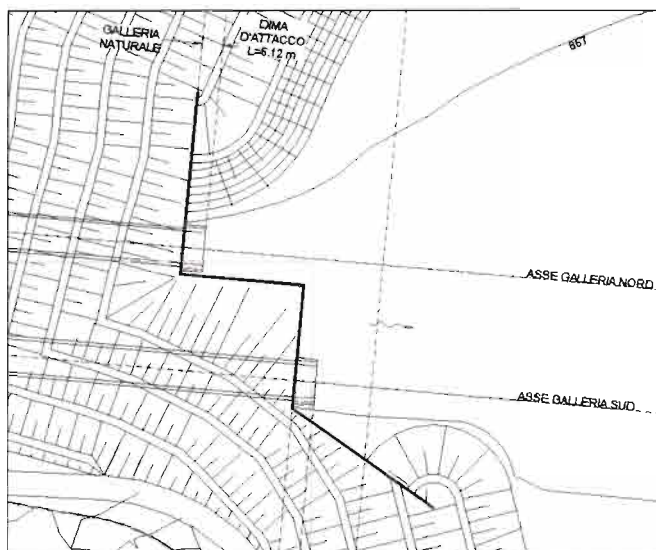 GALLERIA
NATURALE
DIMA
D'ATTACCO
L=6.12 m
867
ASSE GALLERIA NORD
ASSE GALLERIA SUD